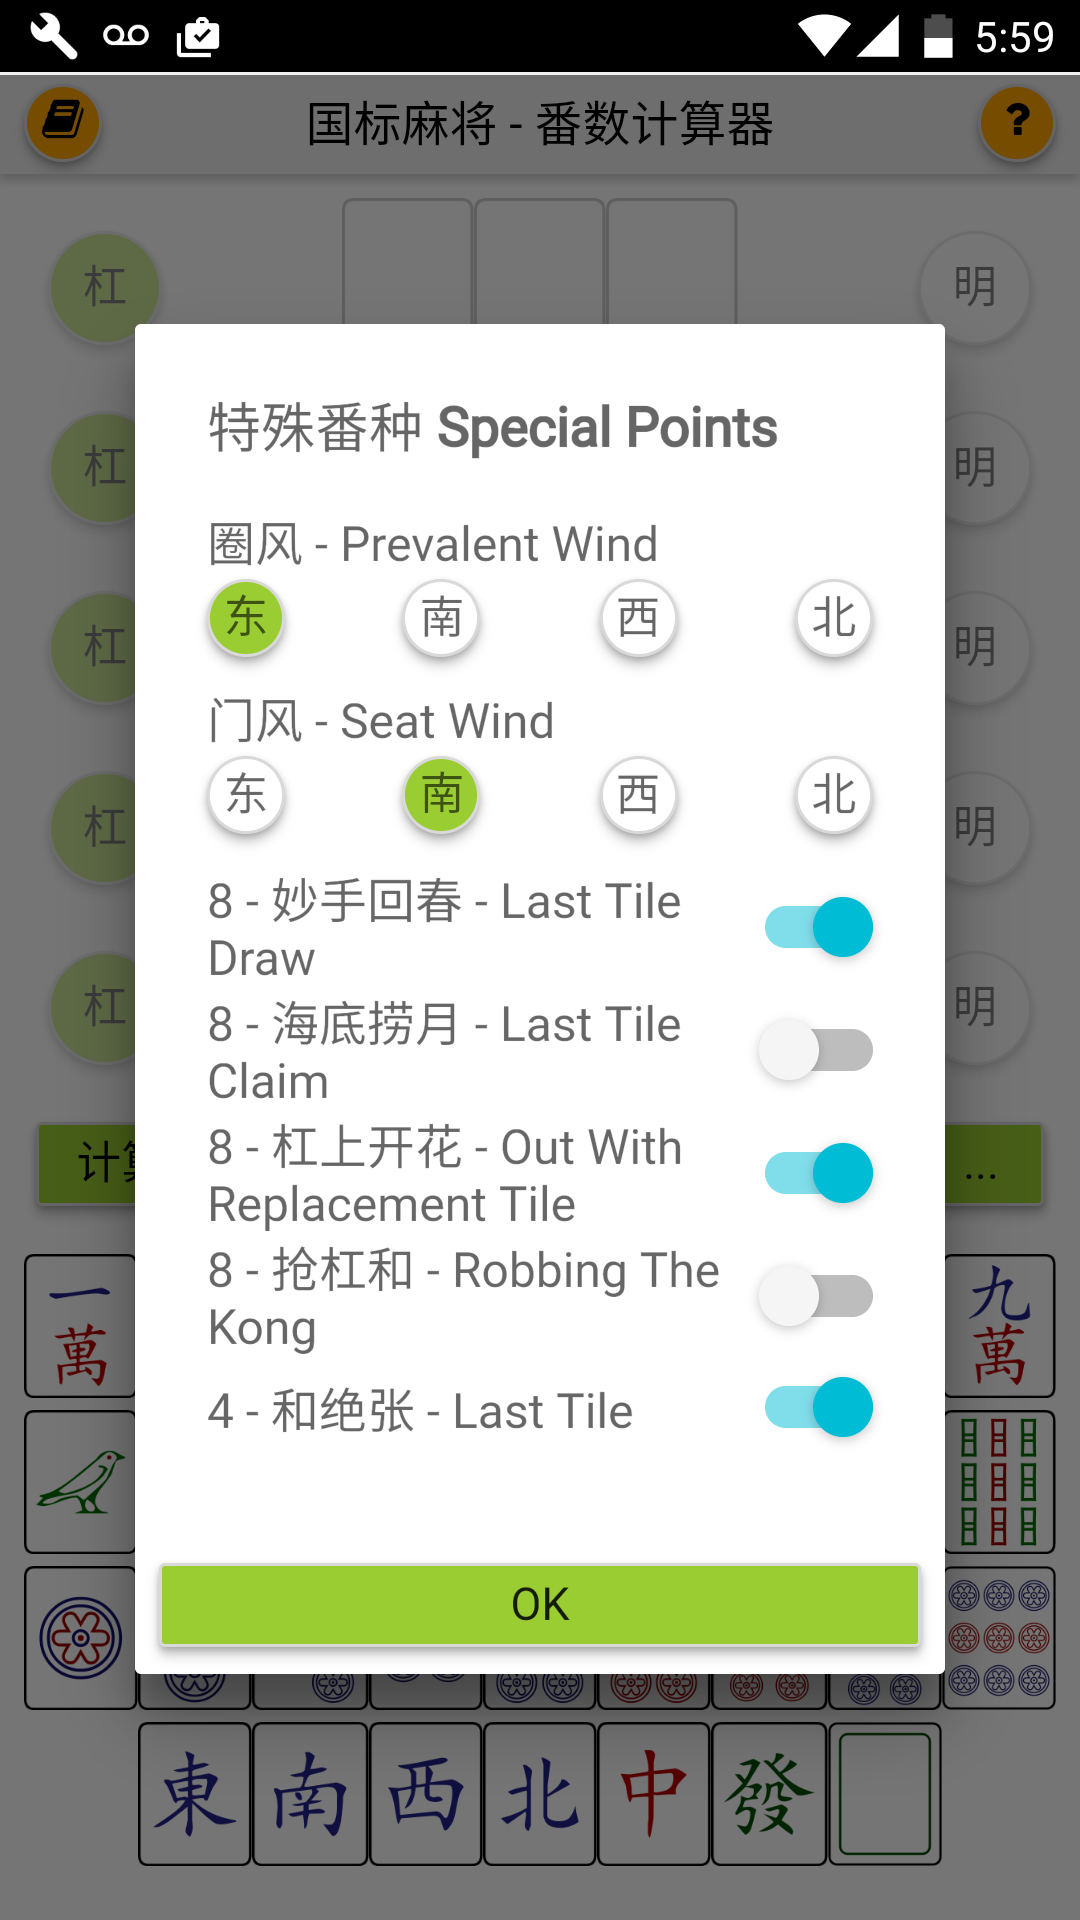 5:59
国标麻将 - 番数计算器
?
杠
明
特殊番种 Special Points
圈风 - Prevalent Wind
东 南 西 北
门风 - Seat Wind
东 南 西 北
8 - 妙手回春 - Last Tile
Draw
8 - 海底捞月 - Last Tile
Claim
8 - 杠上开花 - Out With
Replacement Tile
8 - 抢杠和 - Robbing The
Kong
4 - 和绝张 - Last Tile
OK
杠 明
杠 明
杠 明
杠 明
计 ...
一萬 九萬
東 南 西 北 中 發